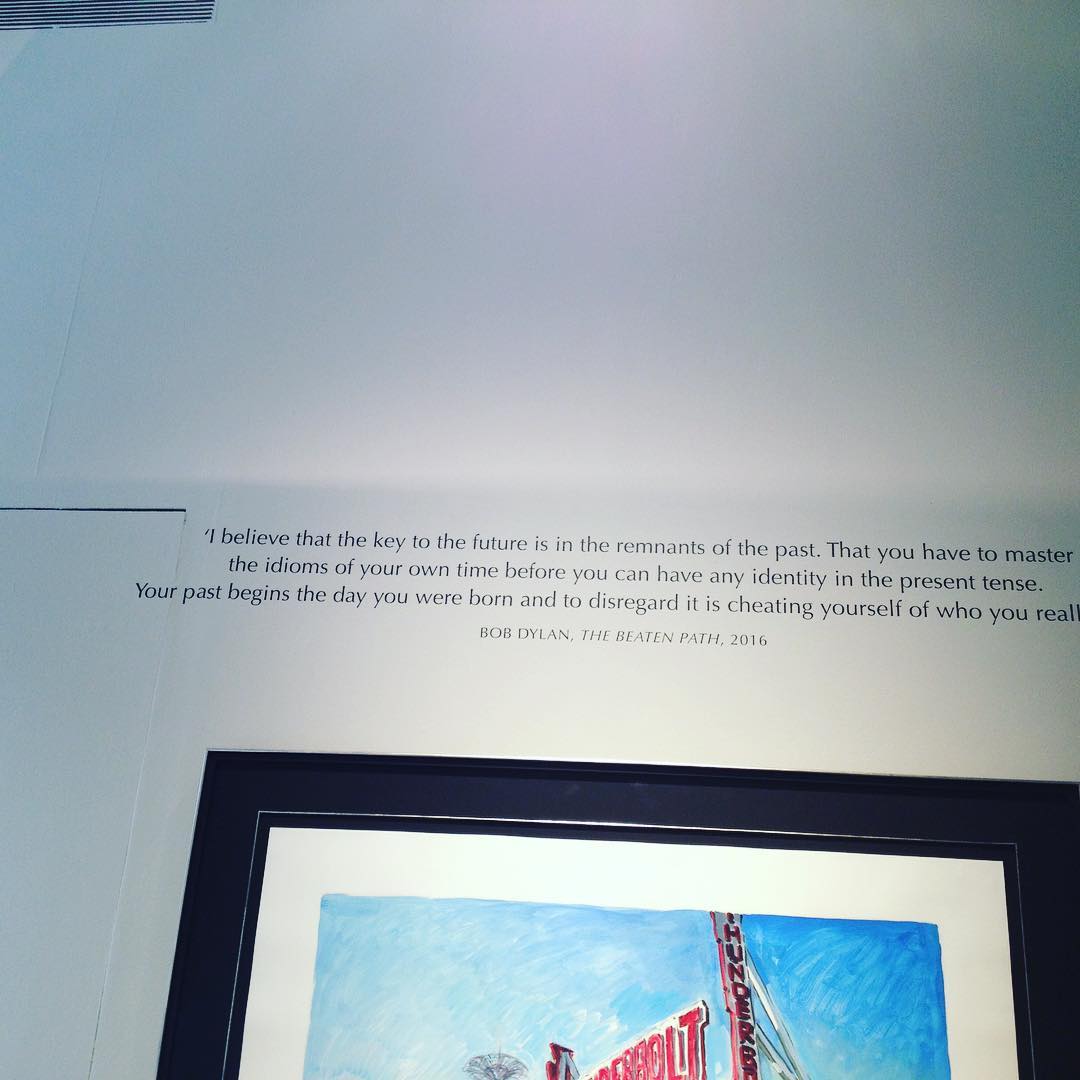 ‘I believe that the key to the future is in the remnants of the past. That you have to master
the idioms of your own time before you can have any identity in the present tense.
Your past begins the day you were born and to disregard it is cheating yourself of who you
BOB DYLAN, THE BEATEN PATH, 2016